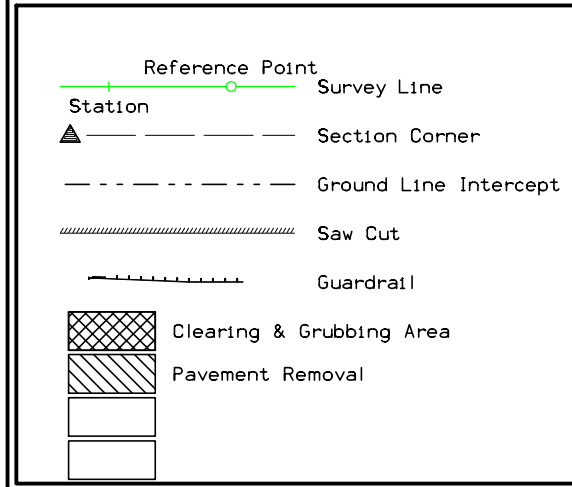 Reference Point
Survey Line
Station
Section Corner
Ground Line Intercept
Saw Cut
Guardrail
Clearing & Grubbing Area
Pavement Removal